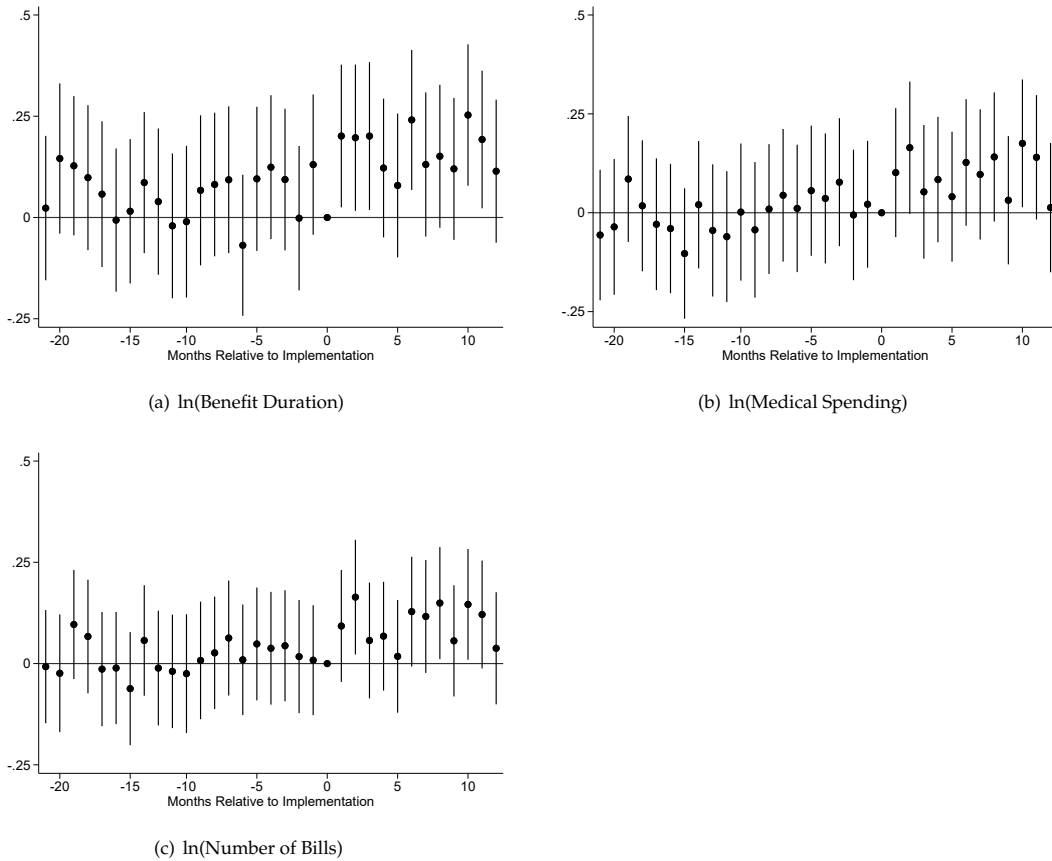 .5
.25
0
-.25
-20 -15 -10 -5 0 5 10
Months Relative to Implementation
(a) ln(Benefit Duration)
.5
.25
0
-.25
-20 -15 -10 -5 0 5 10
Months Relative to Implementation
(b) ln(Medical Spending)
.5
.25
0
-.25
-20 -15 -10 -5 0 5 10
Months Relative to Implementation
(c) ln(Number of Bills)